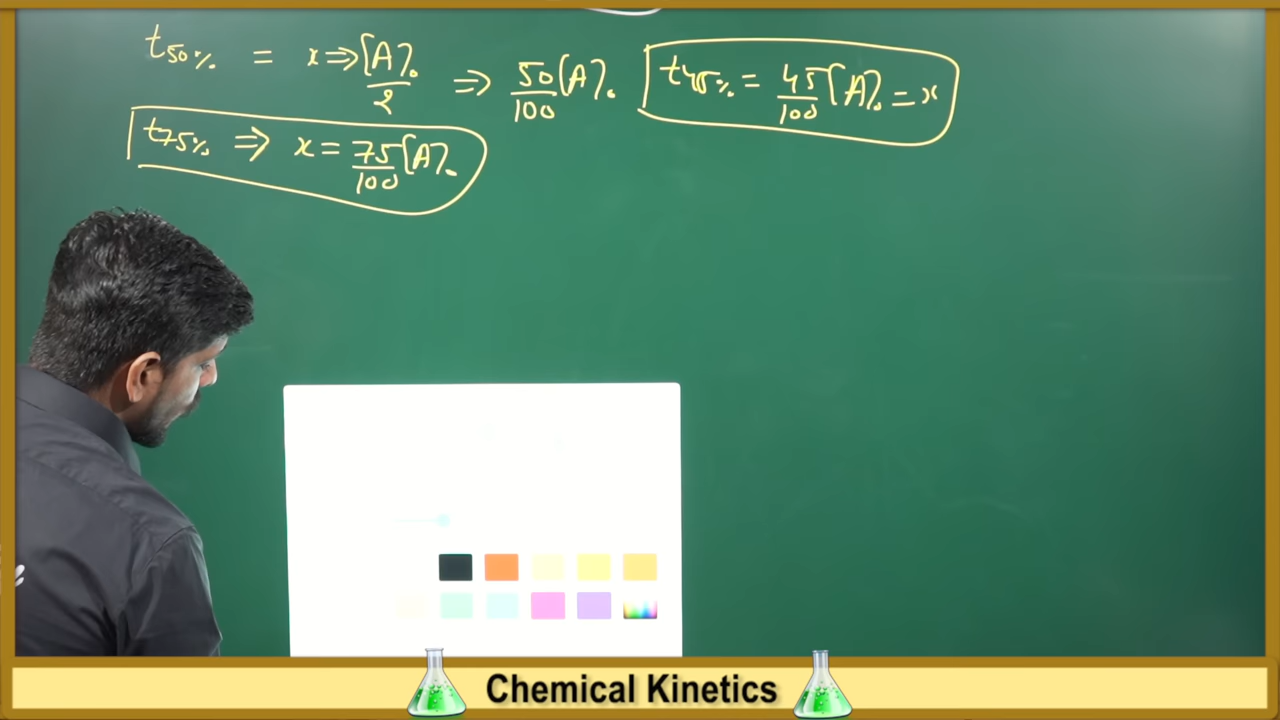 t50% = x ⇒ [A]₀/2 ⇒ 50/100 [A]₀ t45% = 45/100 [A]₀ = x
t75% ⇒ x = 75/100 [A]₀
Chemical Kinetics